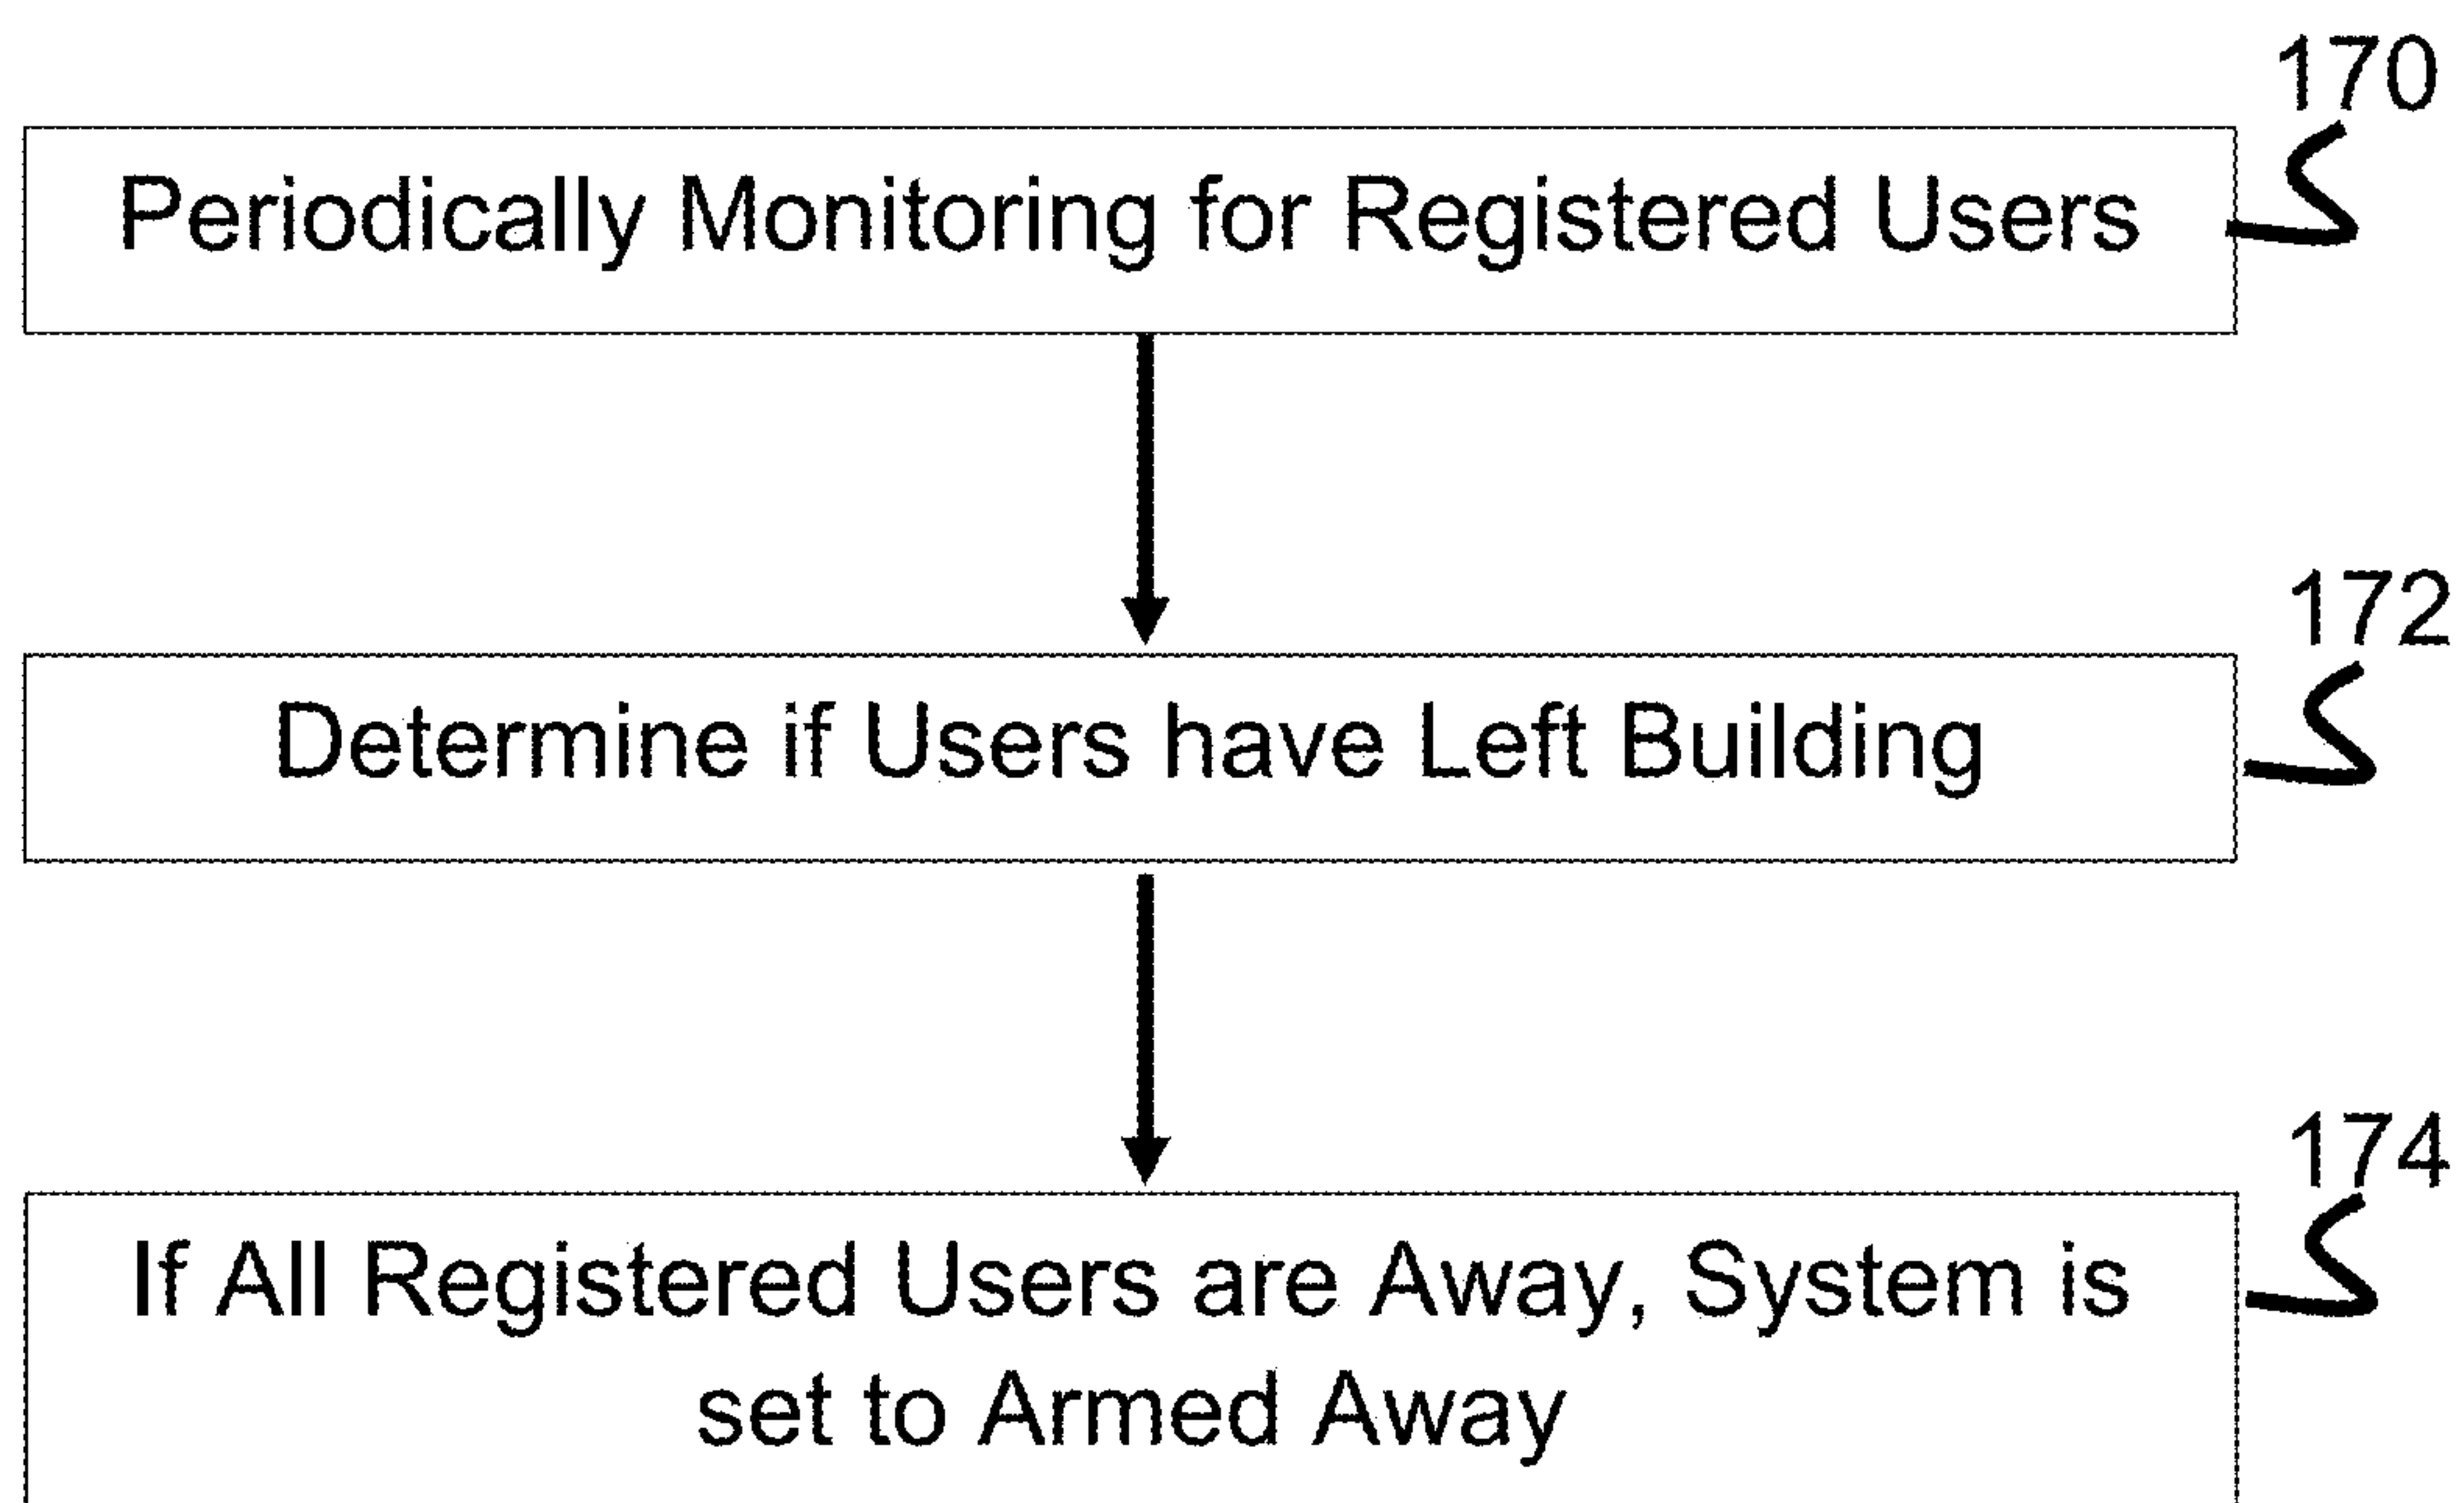 170
Periodically Monitoring for Registered Users
172
Determine if Users have Left Building
174
If All Registered Users are Away, System is
set to Armed Away